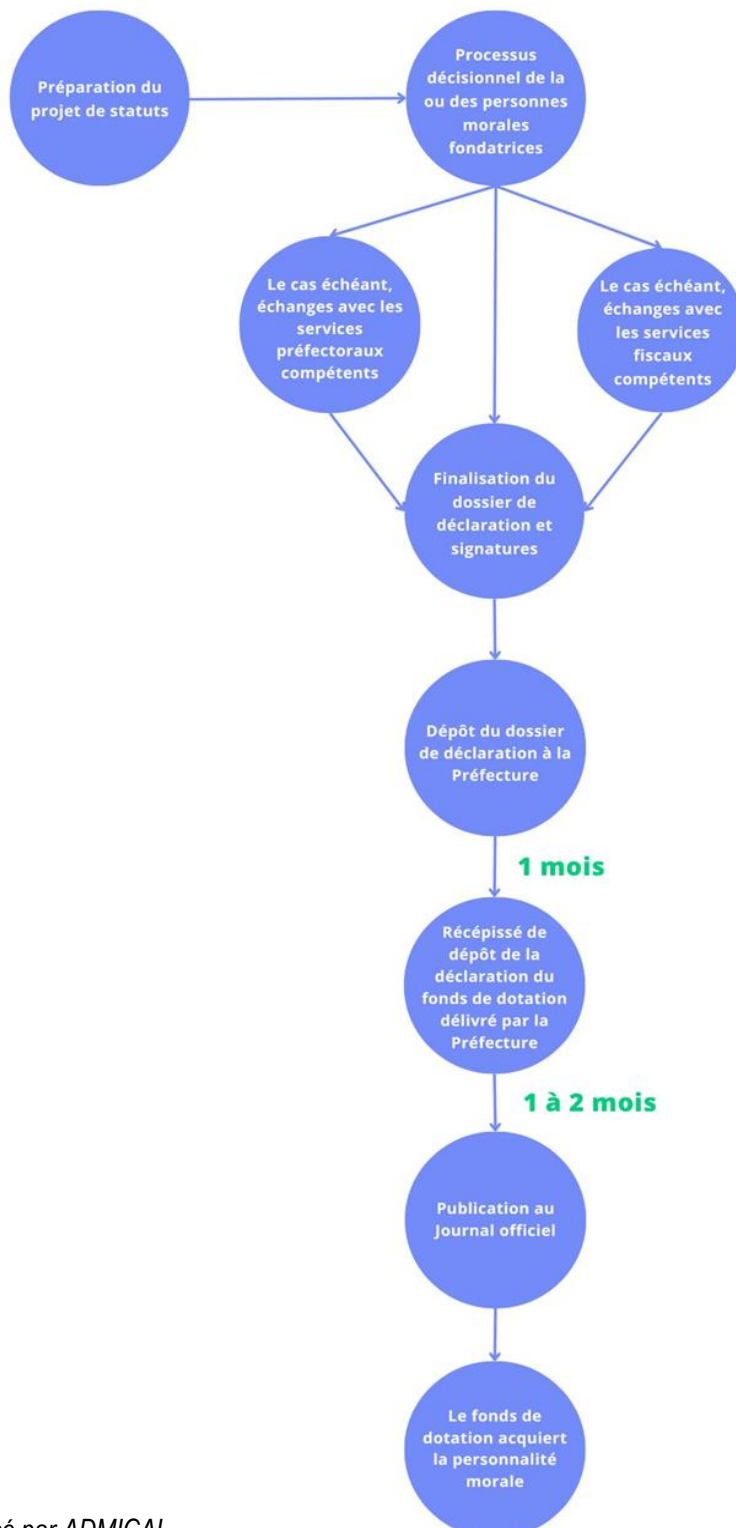 Préparation du
projet de statuts
Processus
décisionnel de la
ou des personnes
morales
fondatrices
Le cas échéant,
échanges avec les
services
préfectoraux
compétents
Le cas échéant,
échanges avec
les services
fiscaux
compétents
Finalisation du
dossier de
déclaration et
signatures
Dépôt du dossier
de déclaration à la
Préfecture
1 mois
Récépissé de
dépôt de la
déclaration du
fonds de dotation
délivré par la
Préfecture
1 à 2 mois
Publication au
Journal officiel
Le fonds de
dotation acquiert
la personnalité
morale
par